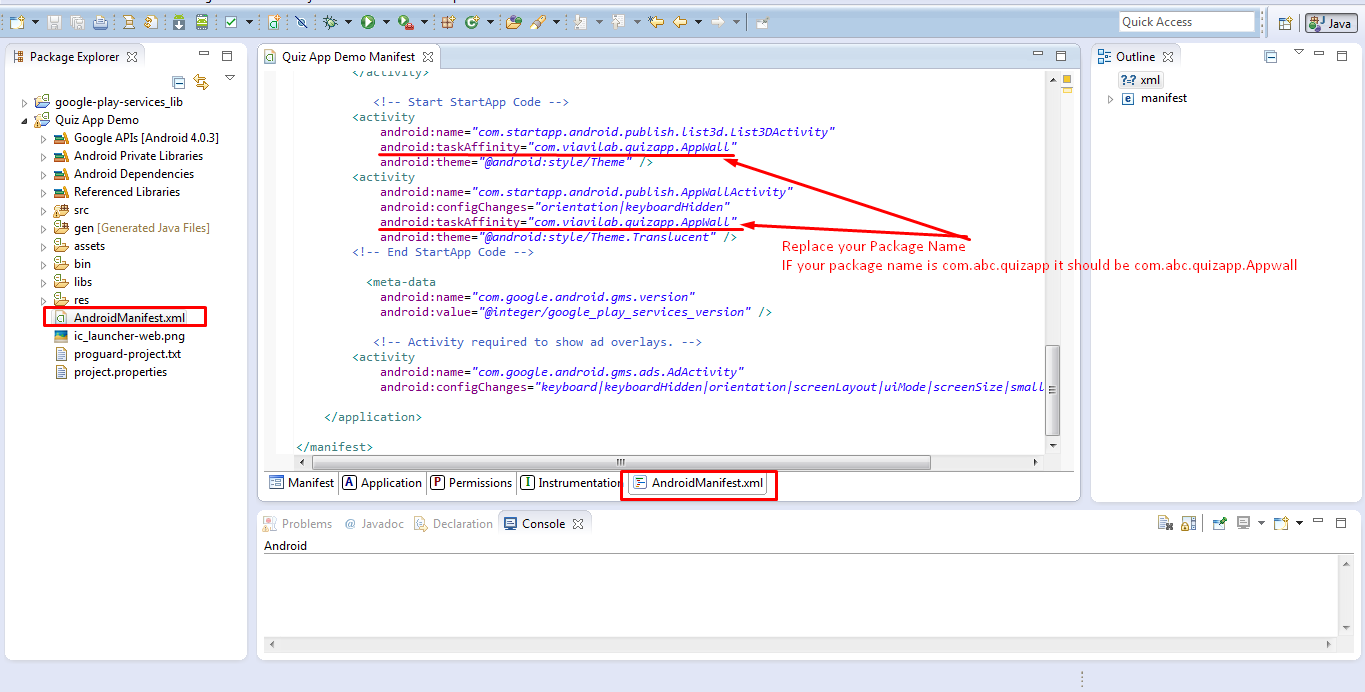 Quick Access
Java
Package Explorer
google-play-services_lib
Quiz App Demo
Google APIs [Android 4.0.3]
Android Private Libraries
Android Dependencies
Referenced Libraries
src
gen [Generated Java Files]
assets
bin
libs
res
AndroidManifest.xml
ic_launcher-web.png
proguard-project.txt
project.properties
Quiz App Demo Manifest
</activity>
<!-- Start StartApp Code -->
<activity
android:name="com.startapp.android.publish.list3d.List3DActivity"
android:taskAffinity="com.viavilab.quizapp.AppWall"
android:theme="@android:style/Theme" />
<activity
android:name="com.startapp.android.publish.AppWallActivity"
android:configChanges="orientation|keyboardHidden"
android:taskAffinity="com.viavilab.quizapp.AppWall"
android:theme="@android:style/Theme.Translucent" />
<!-- End StartApp Code -->
<meta-data
android:name="com.google.android.gms.version"
android:value="@integer/google_play_services_version" />
<!-- Activity required to show ad overlays. -->
<activity
android:name="com.google.android.gms.ads.AdActivity"
android:configChanges="keyboard|keyboardHidden|orientation|screenLayout|uiMode|screenSize|small
</application>
</manifest>
Replace your Package Name
IF your package name is com.abc.quizapp it should be com.abc.quizapp.Appwall
Manifest
A Application
P Permissions
I Instrumentation
AndroidManifest.xml
Outline
?=? xml
e manifest
Problems
@ Javadoc
Declaration
Console
Android